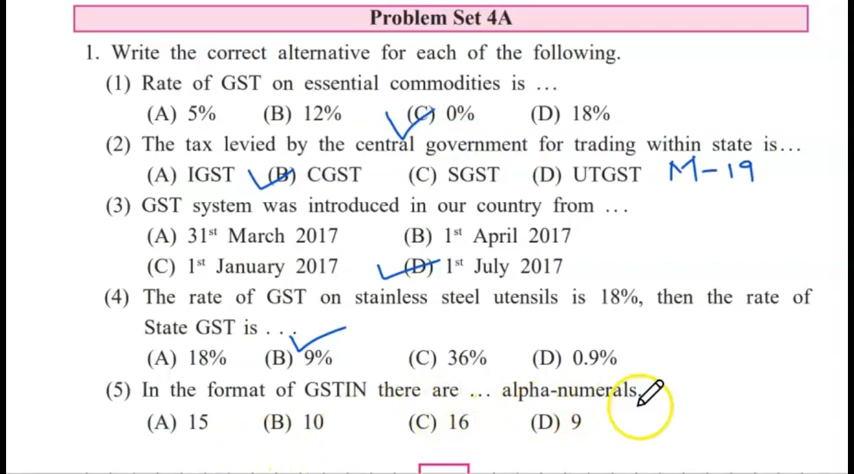 Problem Set 4A
1. Write the correct alternative for each of the following.
(1) Rate of GST on essential commodities is ...
(A) 5% (B) 12% (C) 0% (D) 18%
(2) The tax levied by the central government for trading within state is...
(A) IGST (B) CGST (C) SGST (D) UTGST M-19
(3) GST system was introduced in our country from ...
(A) 31st March 2017 (B) 1st April 2017
(C) 1st January 2017 (D) 1st July 2017
(4) The rate of GST on stainless steel utensils is 18%, then the rate of
State GST is ...
(A) 18% (B) 9% (C) 36% (D) 0.9%
(5) In the format of GSTIN there are ... alpha-numerals.
(A) 15 (B) 10 (C) 16 (D) 9